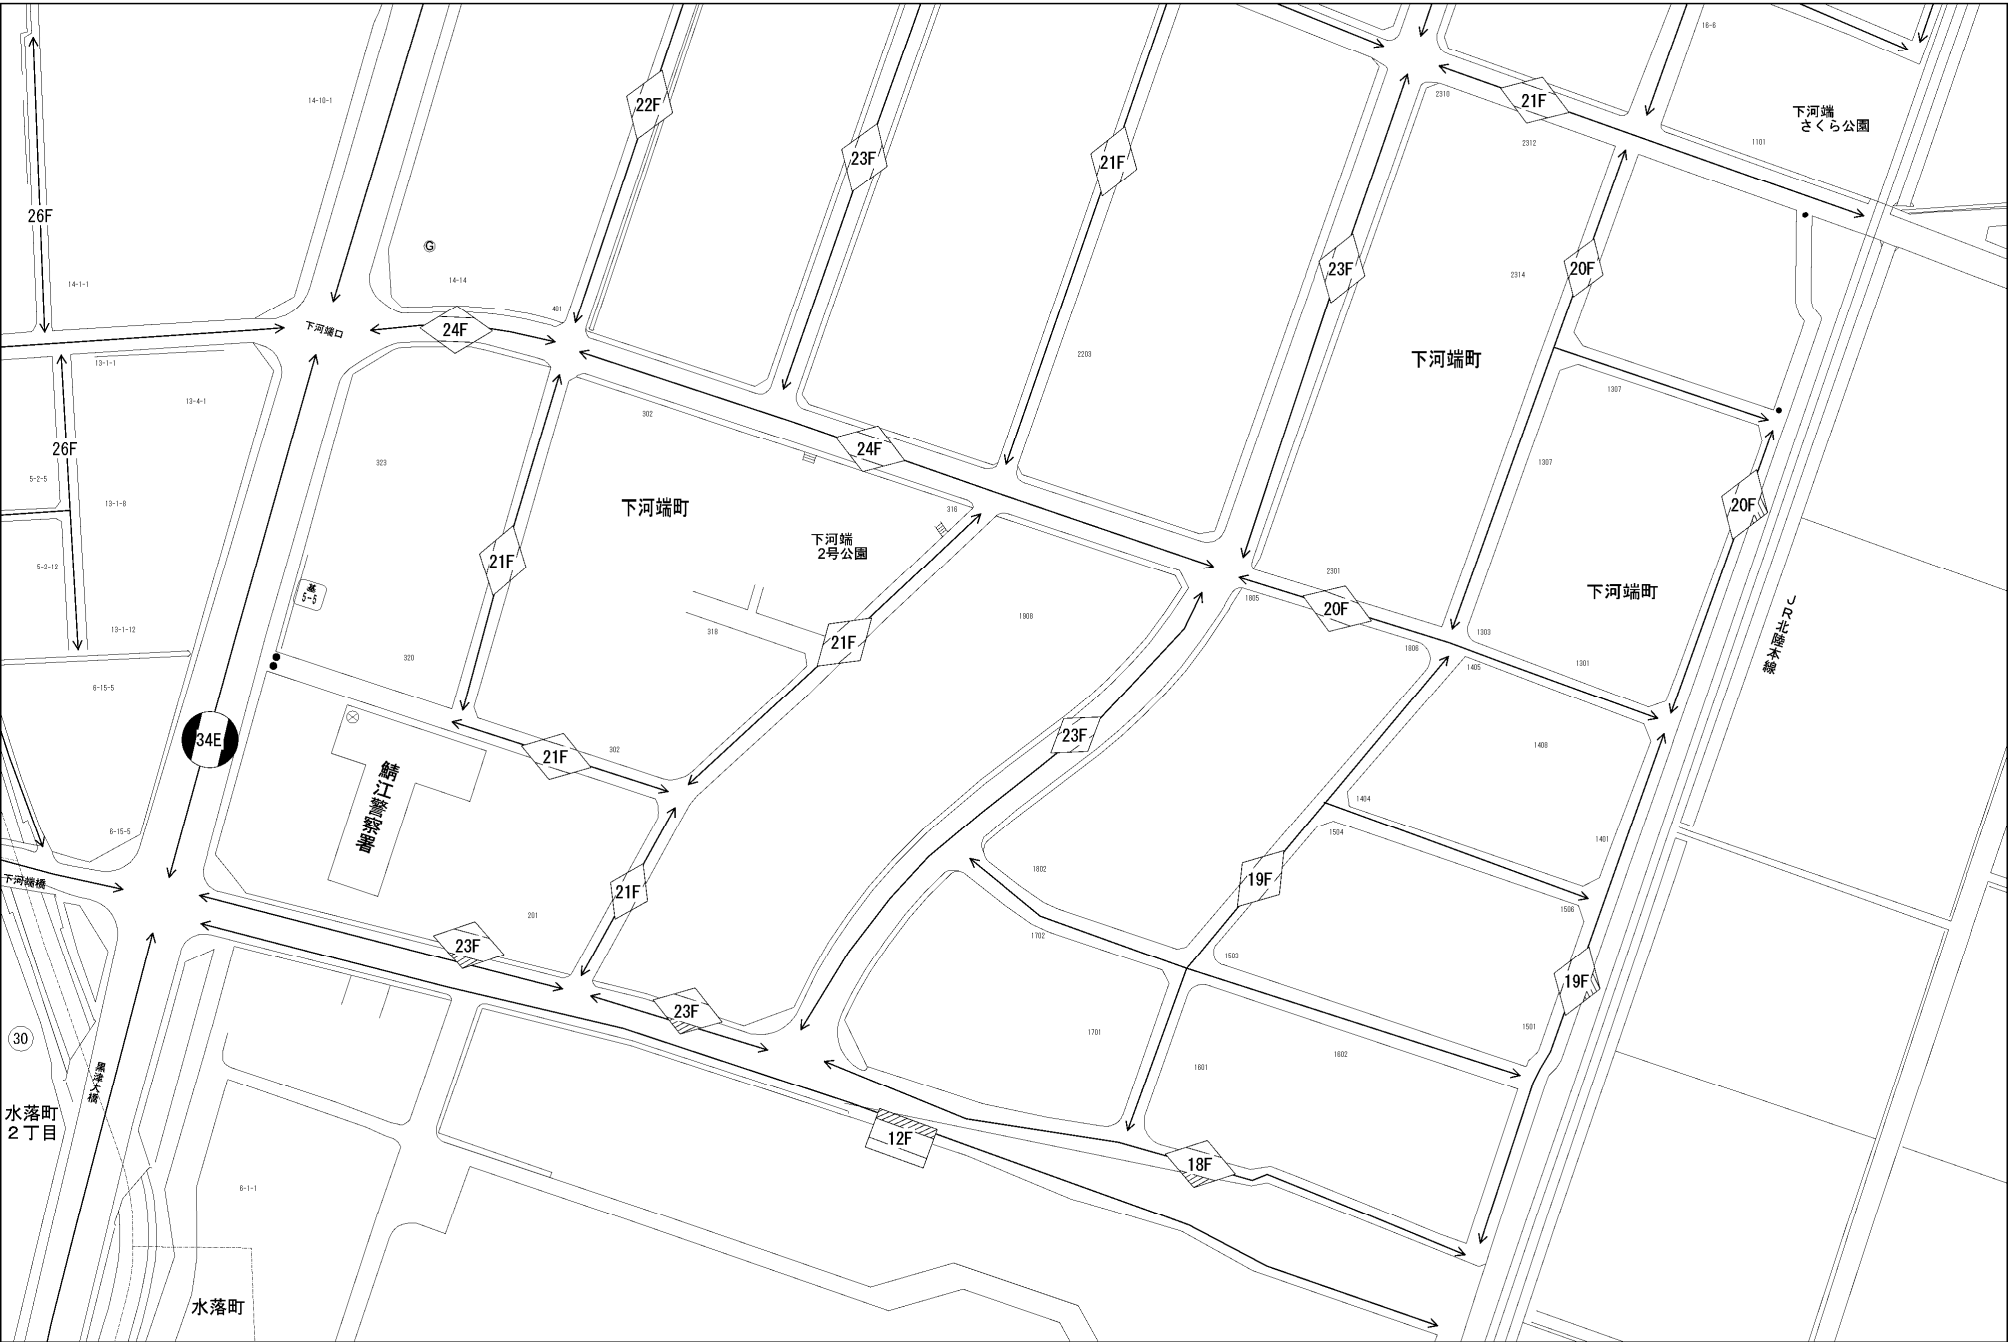 16-6
14-10-1
22F
2310
21F
下河端
さくら公園
23F
2312
1101
21F
26F
G
23F
20F
2314
14-1-1
14-14
401
下河端口
24F
2203
下河端町
13-1-1
1307
13-4-1
302
26F
24F
323
1307
5-2-5
20F
13-1-8
下河端町
316
下河端
2号公園
21F
5-2-12
2301
基
5-5
1805
20F
下河端町
1908
13-1-12
318
21F
1303
JR北陸本線
320
1806
1301
1405
6-15-5
34E
23F
1408
302
21F
鯖江警察署
1404
6-15-5
1504
1401
下河端橋
1802
19F
21F
201
1506
23F
1702
1503
19F
23F
30
1701
1501
1602
黒津大橋
1601
水落町
2丁目
12F
18F
6-1-1
水落町